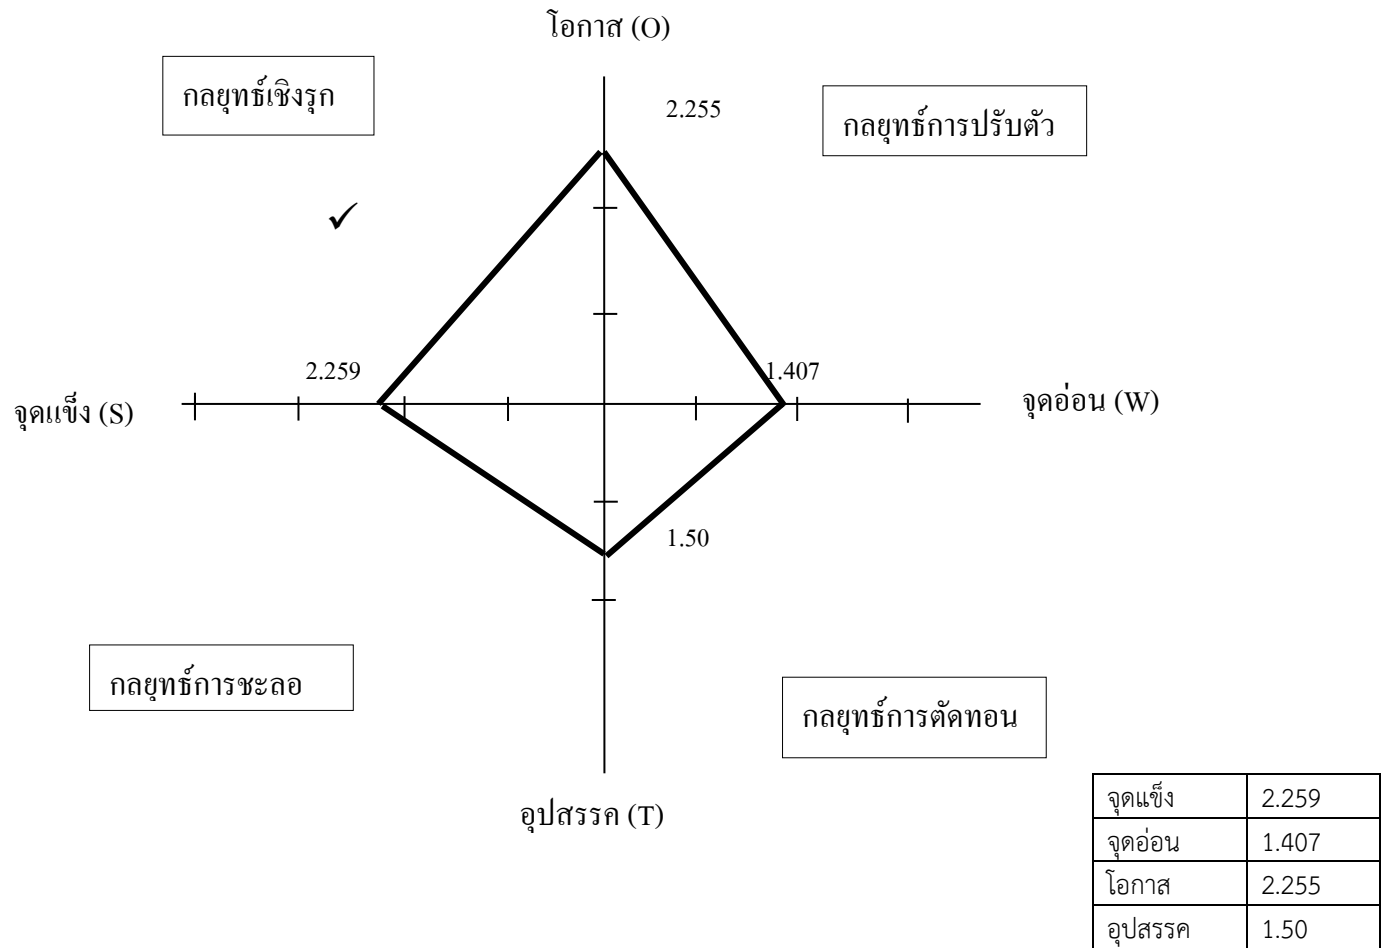 โอกาส (O)
กลยุทธ์เชิงรุก
2.255
กลยุทธ์การปรับตัว
✓
2.259
1.407
จุดแข็ง (S)
จุดอ่อน (W)
1.50
กลยุทธ์การชะลอ
กลยุทธ์การตัดทอน
อุปสรรค (T)
จุดแข็ง 2.259
จุดอ่อน 1.407
โอกาส 2.255
อุปสรรค 1.50